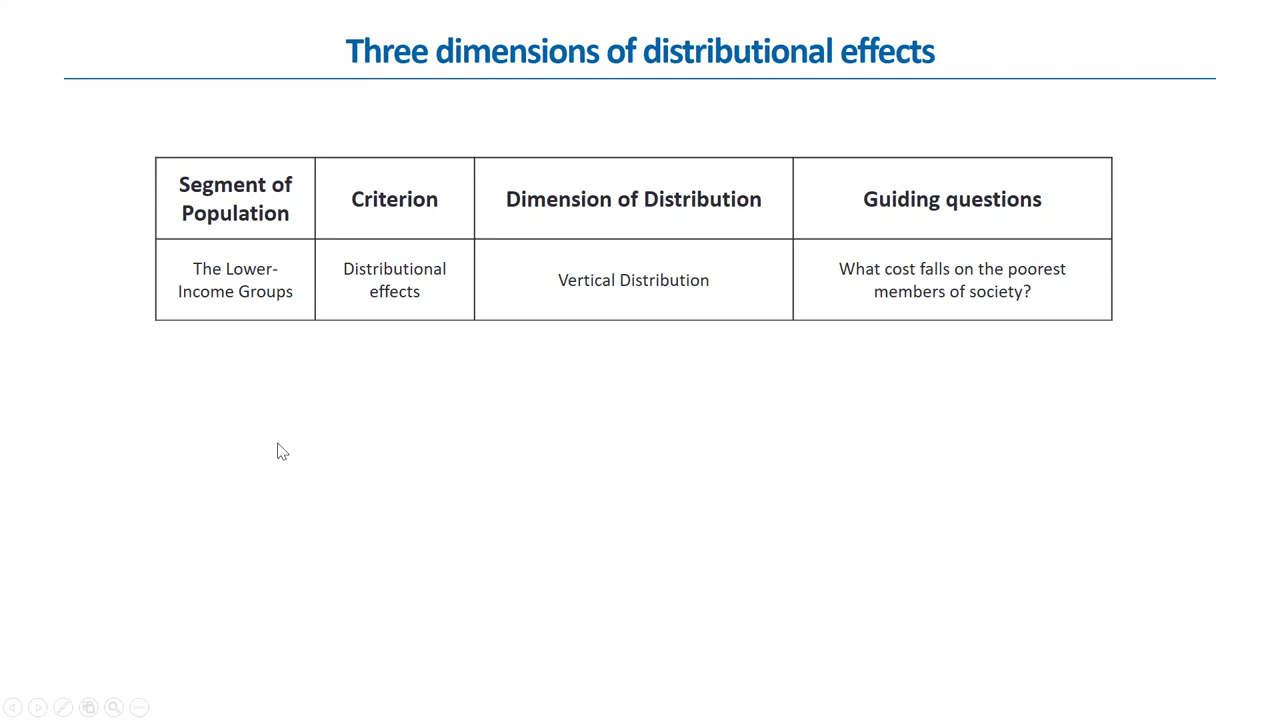 Three dimensions of distributional effects
Segment of
Population
Criterion
Dimension of Distribution
Guiding questions
The Lower-
Income Groups
Distributional
effects
Vertical Distribution
What cost falls on the poorest
members of society?